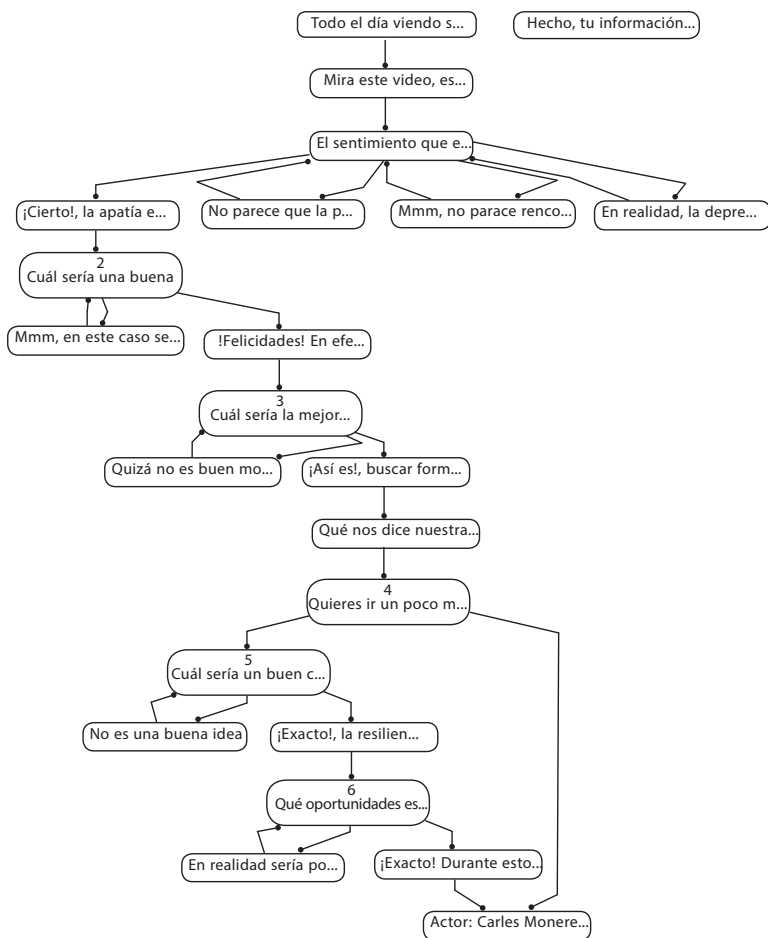 Todo el día viendo s...
Hecho, tu información...
Mira este video, es...
El sentimiento que e...
¡Cierto!, la apatía e...
No parece que la p...
Mmm, no parace renco...
En realidad, la depre...
2
Cuál sería una buena
Mmm, en este caso se...
!Felicidades! En efe...
3
Cuál sería la mejor...
Quizá no es buen mo...
¡Así es!, buscar form...
Qué nos dice nuestra...
4
Quieres ir un poco m...
5
Cuál sería un buen c...
No es una buena idea
¡Exacto!, la resilien...
6
Qué oportunidades es...
En realidad sería po...
¡Exacto! Durante esto...
Actor: Carles Monere...